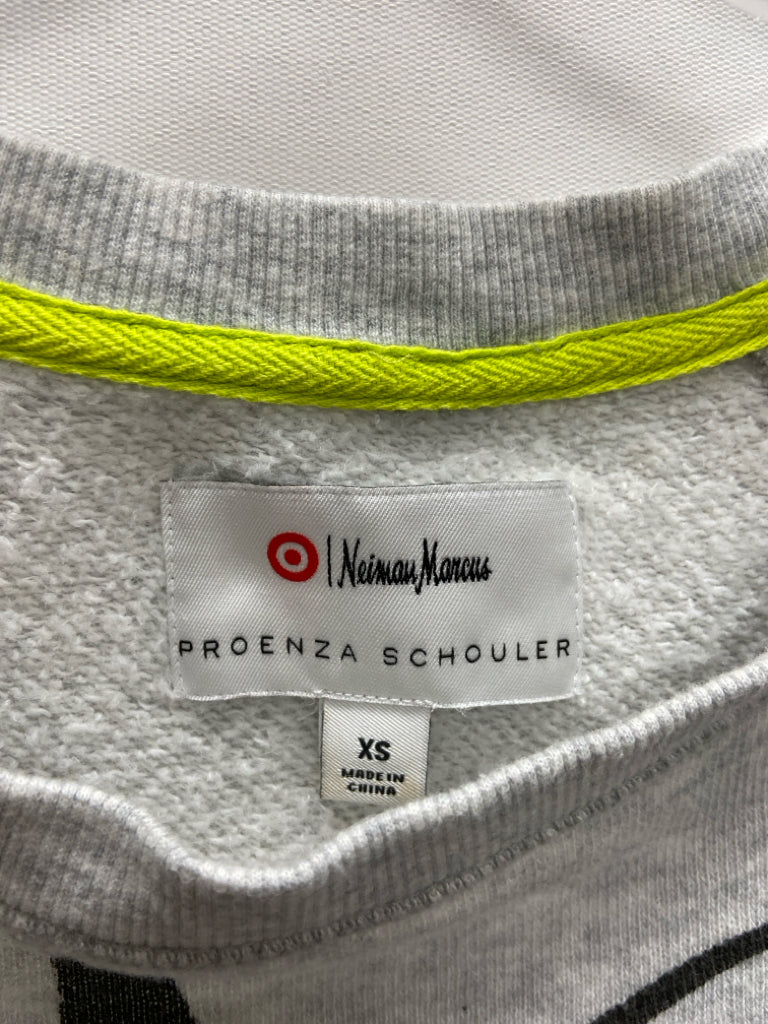 Neiman Marcus
PROENZA SCHOULER
XS
MADE IN
CHINA